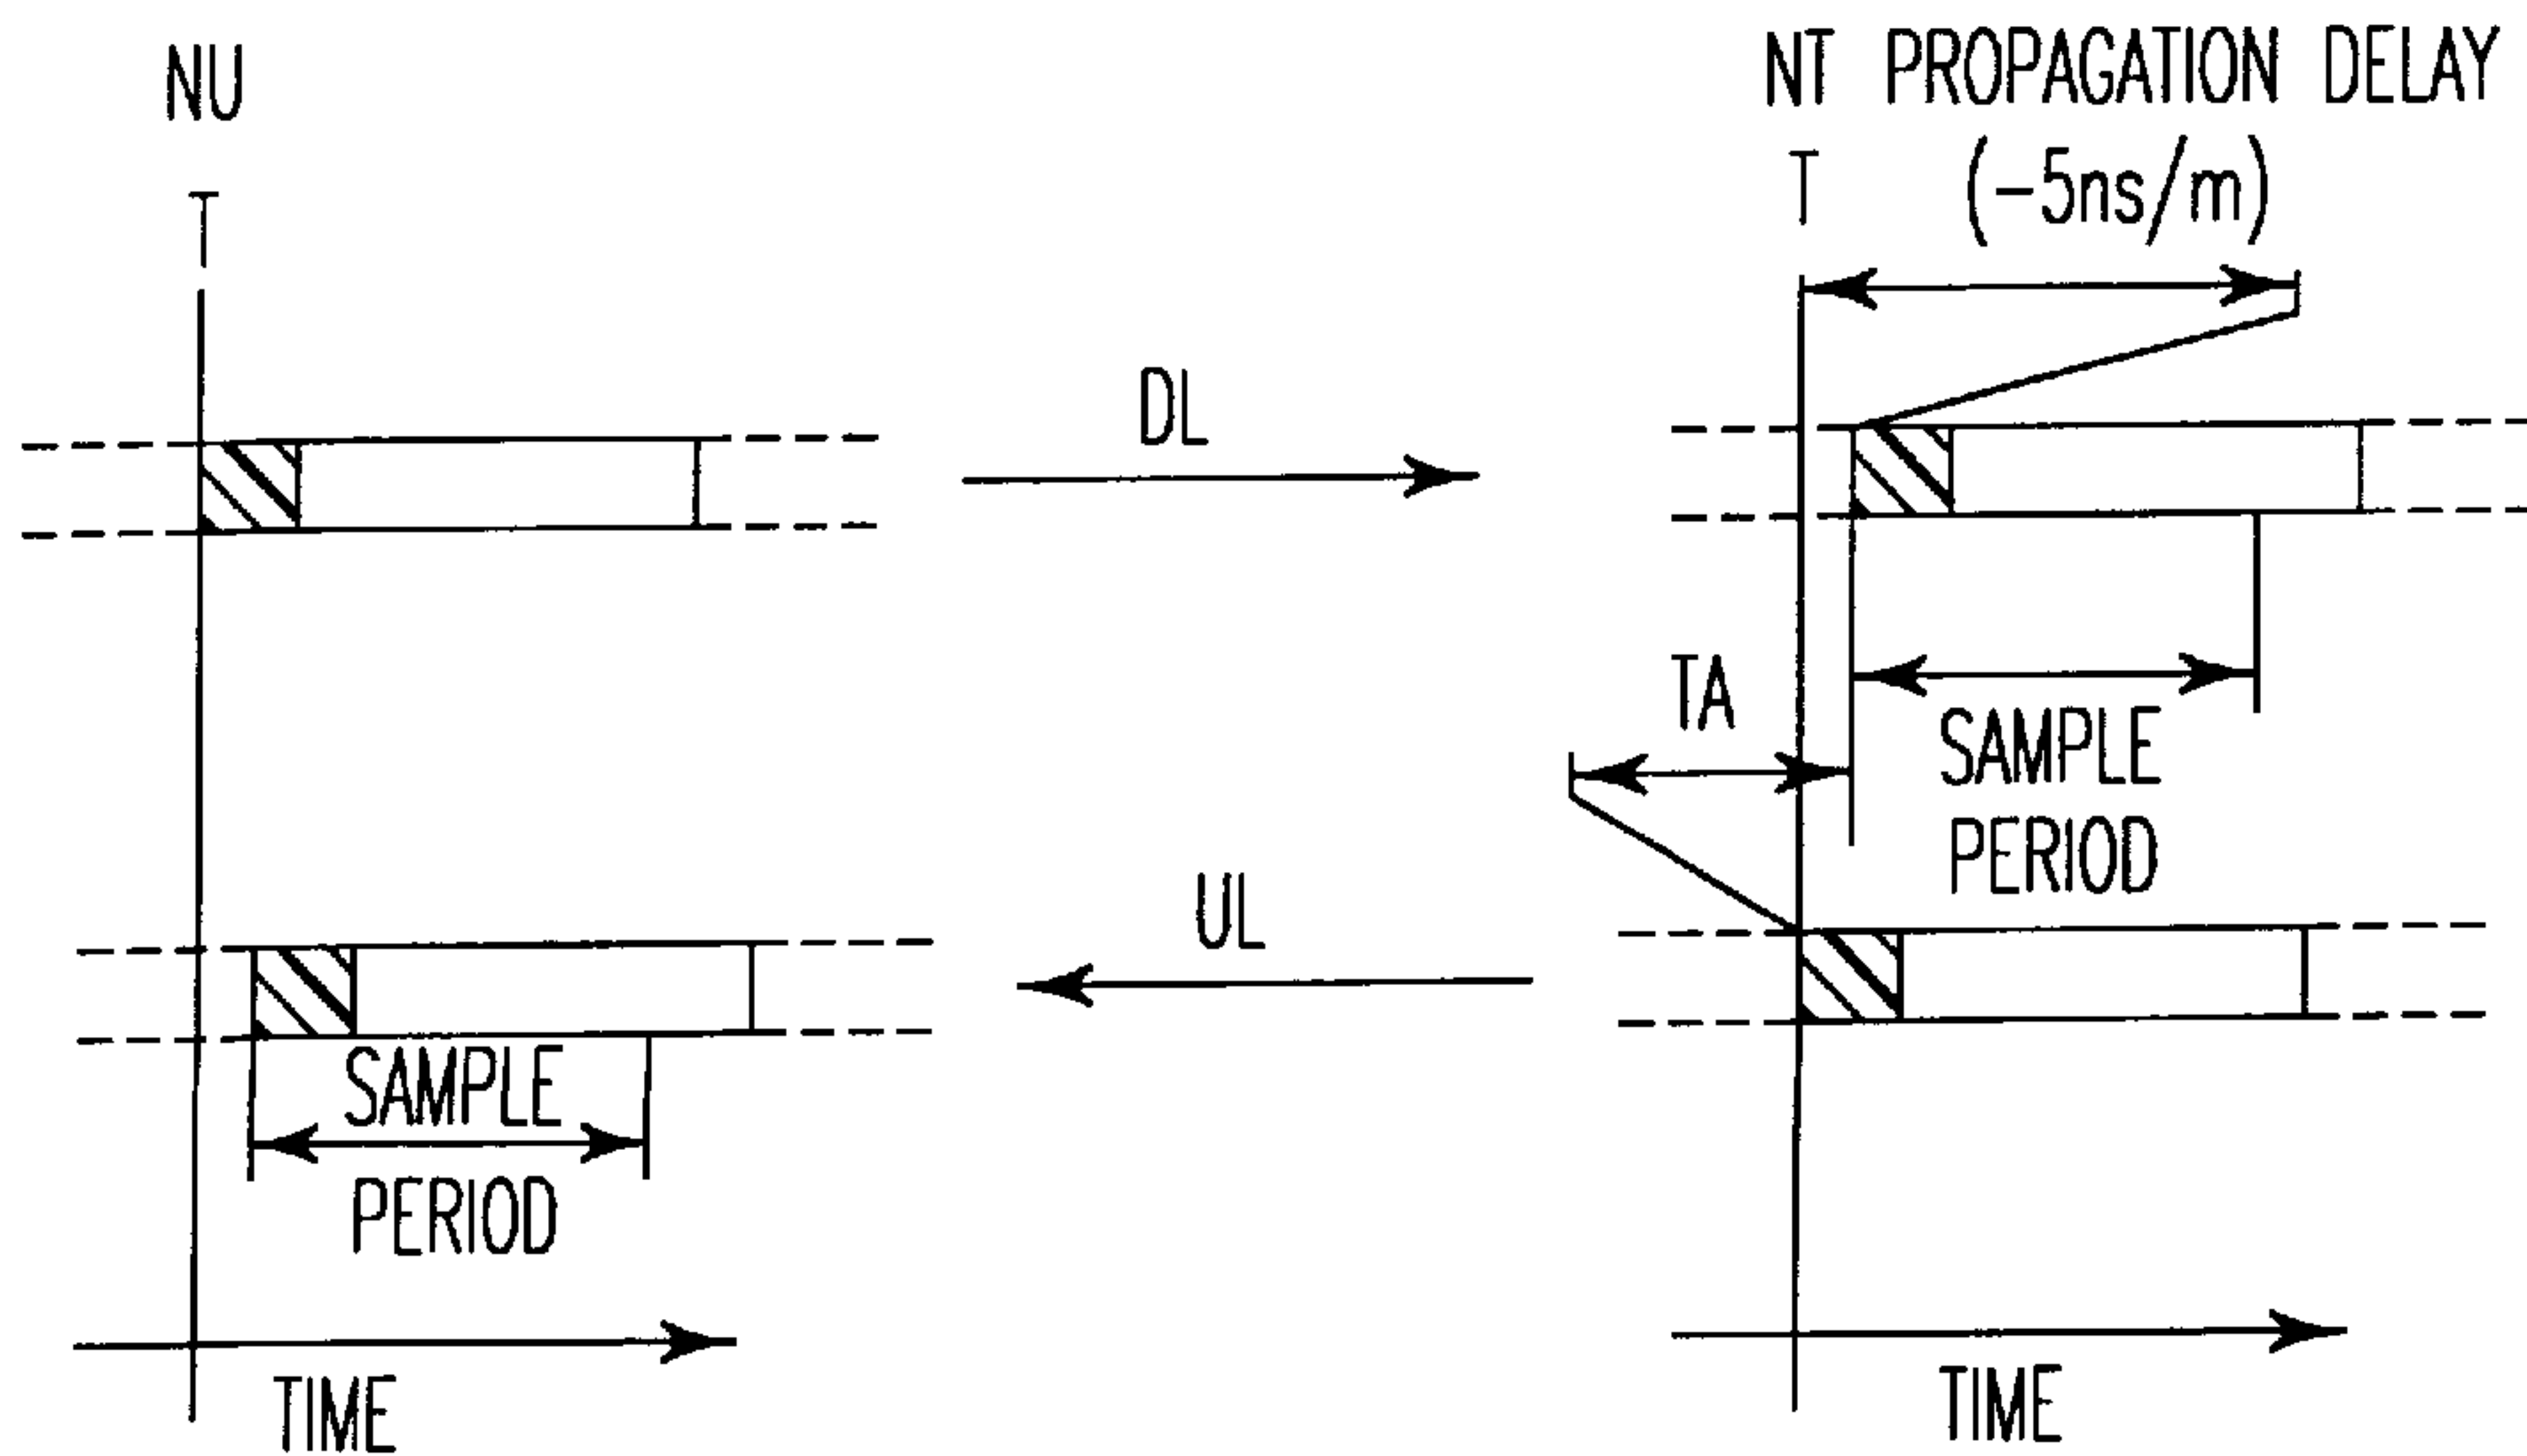 NU
NT PROPAGATION DELAY
T
T
(-5ns/m)
DL
TA
SAMPLE
PERIOD
UL
SAMPLE
PERIOD
TIME
TIME